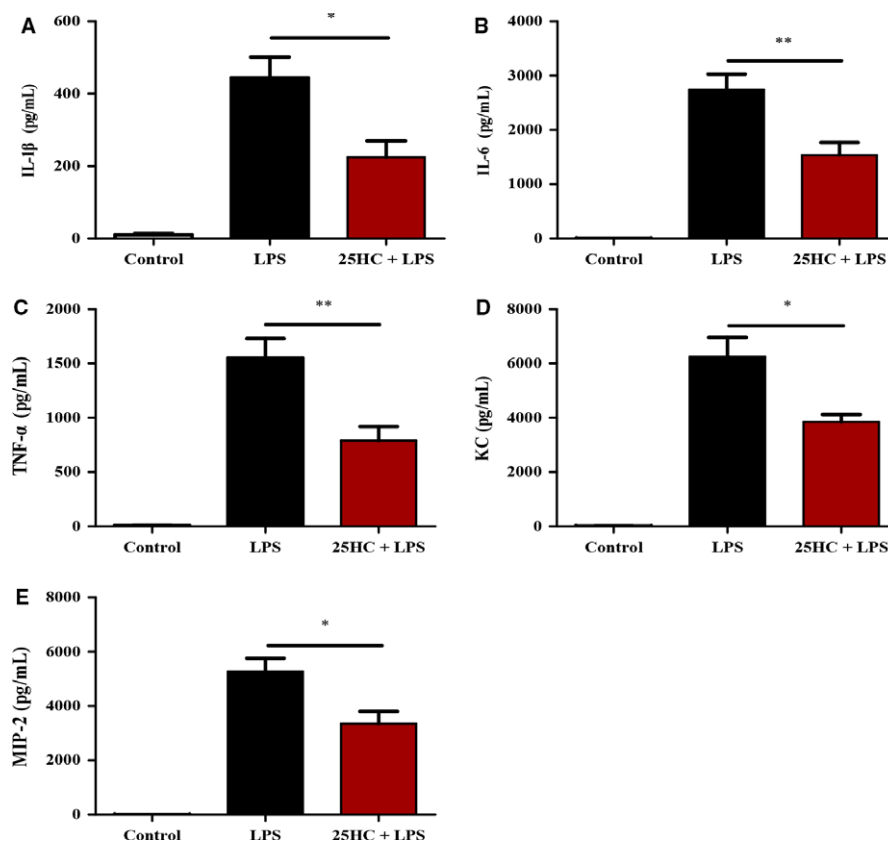 A
IL-1β (pg/mL)
600
400
200
0
*
Control LPS 25HC + LPS
B
IL-6 (pg/mL)
4000
3000
2000
1000
0
**
Control LPS 25HC + LPS
C
TNF-α (pg/mL)
2000
1500
1000
500
0
**
Control LPS 25HC + LPS
D
KC (pg/mL)
8000
6000
4000
2000
0
*
Control LPS 25HC + LPS
E
MIP-2 (pg/mL)
8000
6000
4000
2000
0
*
Control LPS 25HC + LPS